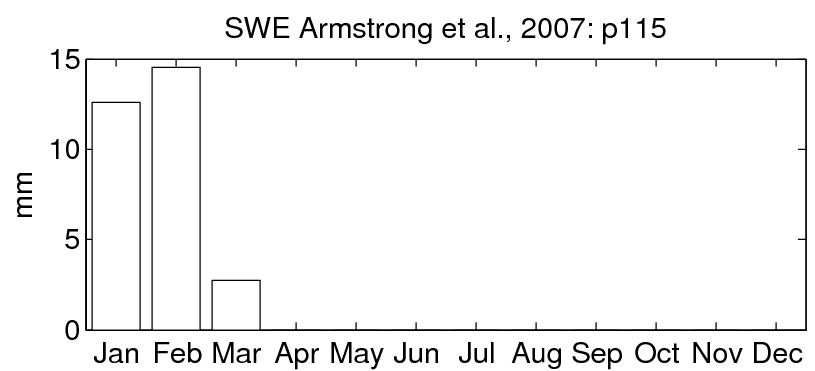 SWE Armstrong et al., 2007: p115
15
10
5
0
mm
Jan Feb Mar Apr May Jun Jul Aug Sep Oct Nov Dec